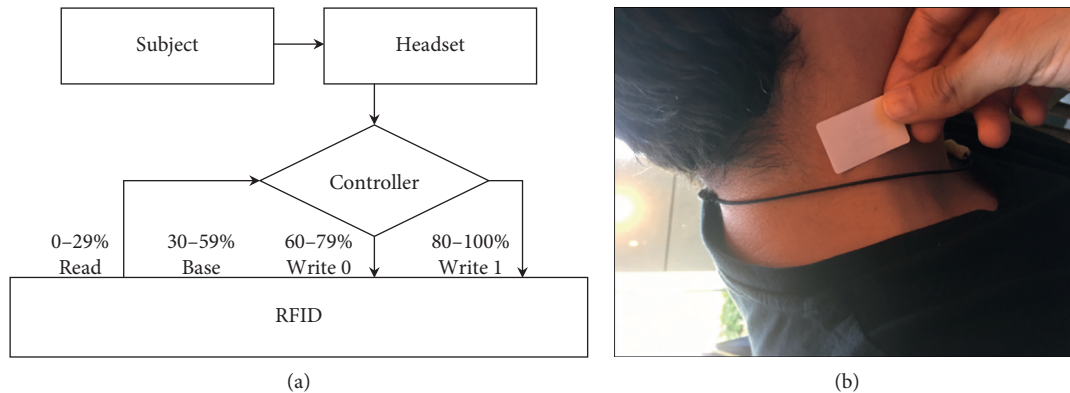 Subject
Headset
Controller
0–29%
Read
30–59%
Base
60–79%
Write 0
80–100%
Write 1
RFID
(a)
(b)